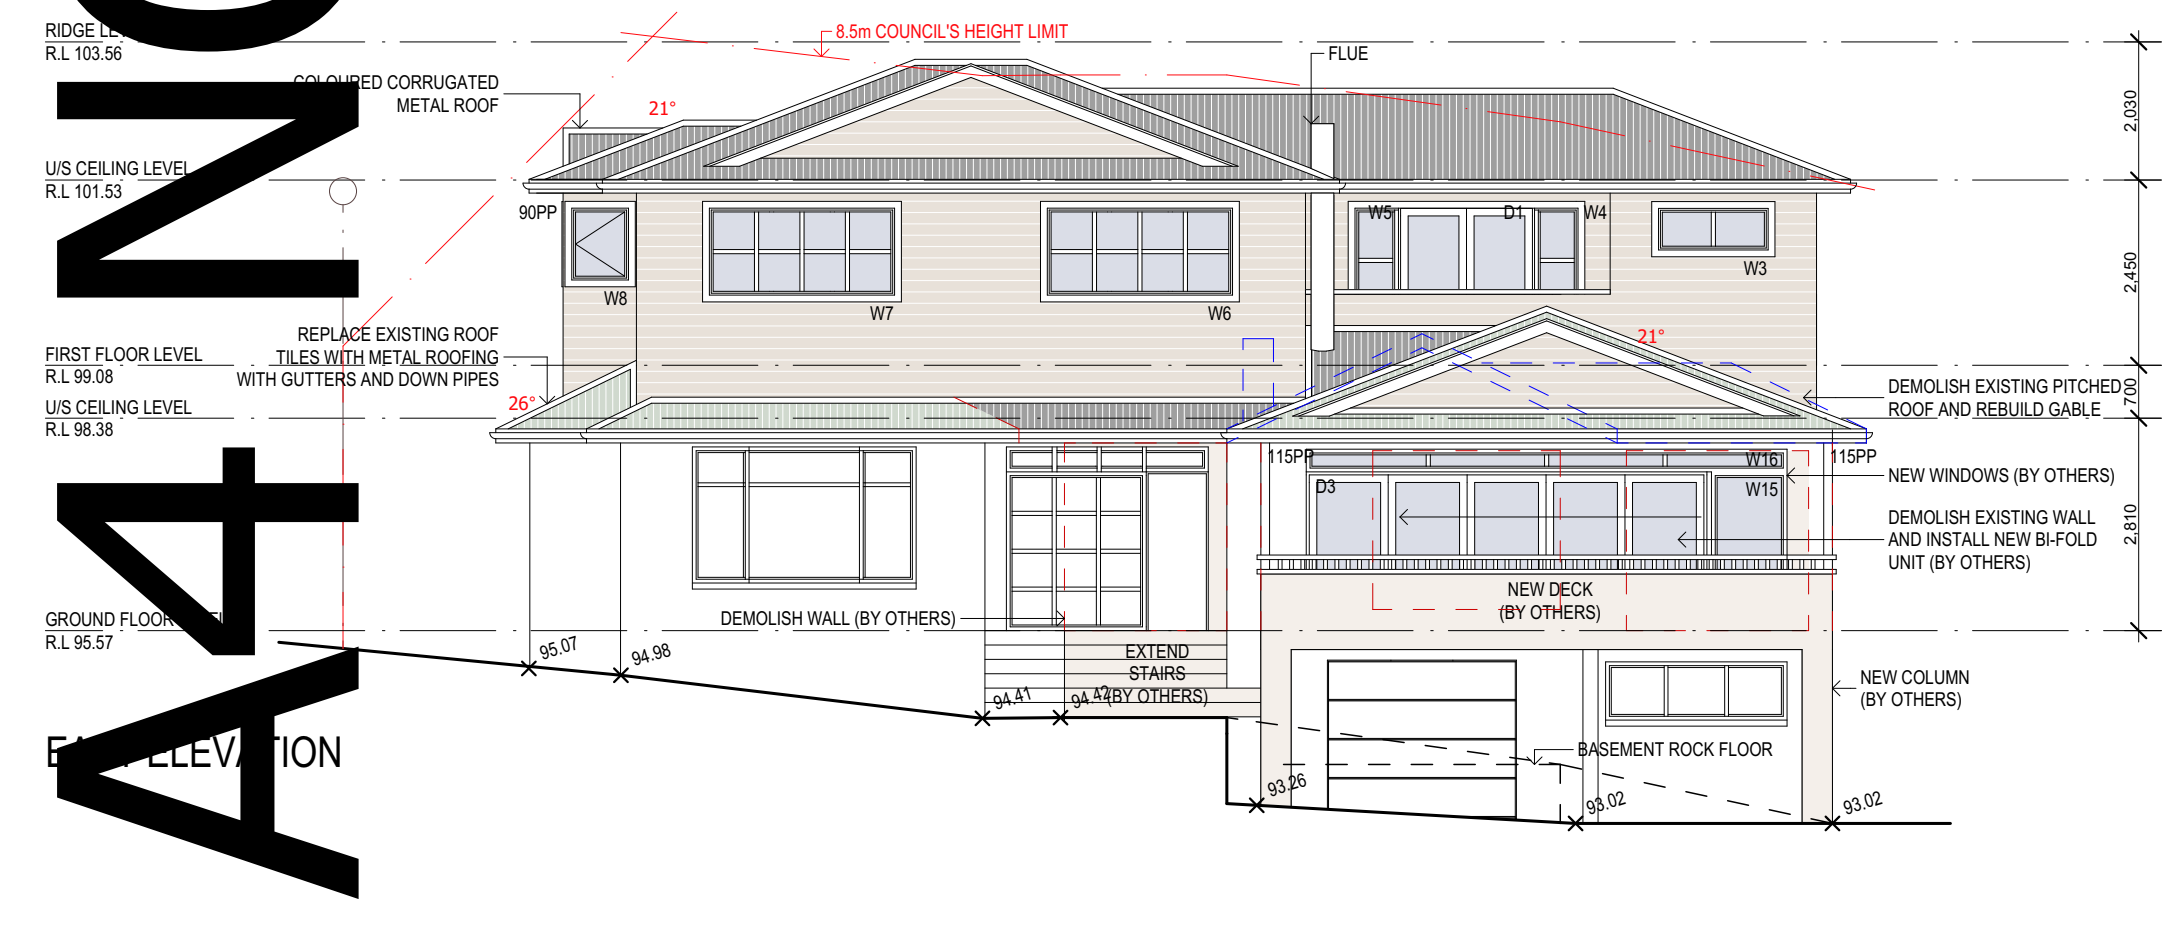 8.5m COUNCIL'S HEIGHT LIMIT
RIDGE
R.L 103.56
FLUE
COLOURED CORRUGATED
METAL ROOF
21°
2,030
U/S CEILING LEVEL
R.L 101.53
90PP
W5
D1
W4
W8
W7
W6
W3
2,450
REPLACE EXISTING ROOF
TILES WITH METAL ROOFING
WITH GUTTERS AND DOWN PIPES
21°
FIRST FLOOR LEVEL
R.L 99.08
26°
DEMOLISH EXISTING PITCHED
ROOF AND REBUILD GABLE
700
U/S CEILING LEVEL
R.L 98.38
115PP
W16
115PP
D3
W15
NEW WINDOWS (BY OTHERS)
DEMOLISH EXISTING WALL
AND INSTALL NEW BI-FOLD
UNIT (BY OTHERS)
2,810
NEW DECK
(BY OTHERS)
DEMOLISH WALL (BY OTHERS)
GROUND FLOOR
R.L 95.57
95.07
94.98
EXTEND
STAIRS
(BY OTHERS)
94.41
94.42
NEW COLUMN
(BY OTHERS)
BASEMENT ROCK FLOOR
93.26
93.02
93.02
ELEVATION
A4